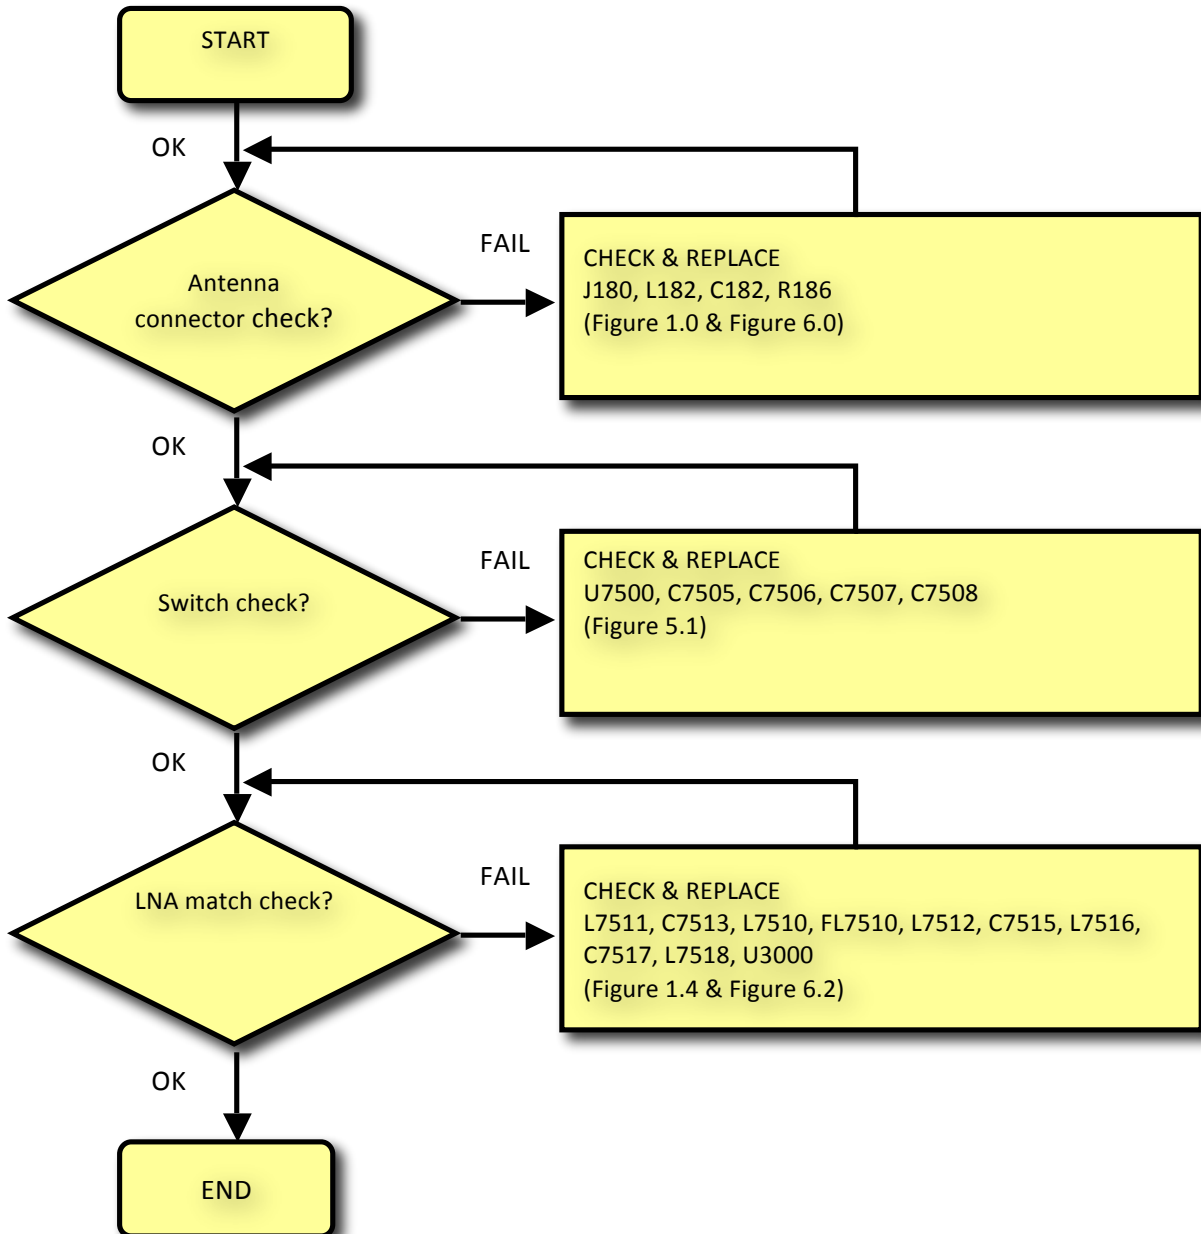 START
OK
FAIL
Antenna
connector check?
CHECK & REPLACE
J180, L182, C182, R186
(Figure 1.0 & Figure 6.0)
OK
FAIL
Switch check?
CHECK & REPLACE
U7500, C7505, C7506, C7507, C7508
(Figure 5.1)
OK
FAIL
LNA match check?
CHECK & REPLACE
L7511, C7513, L7510, FL7510, L7512, C7515, L7516,
C7517, L7518, U3000
(Figure 1.4 & Figure 6.2)
OK
END